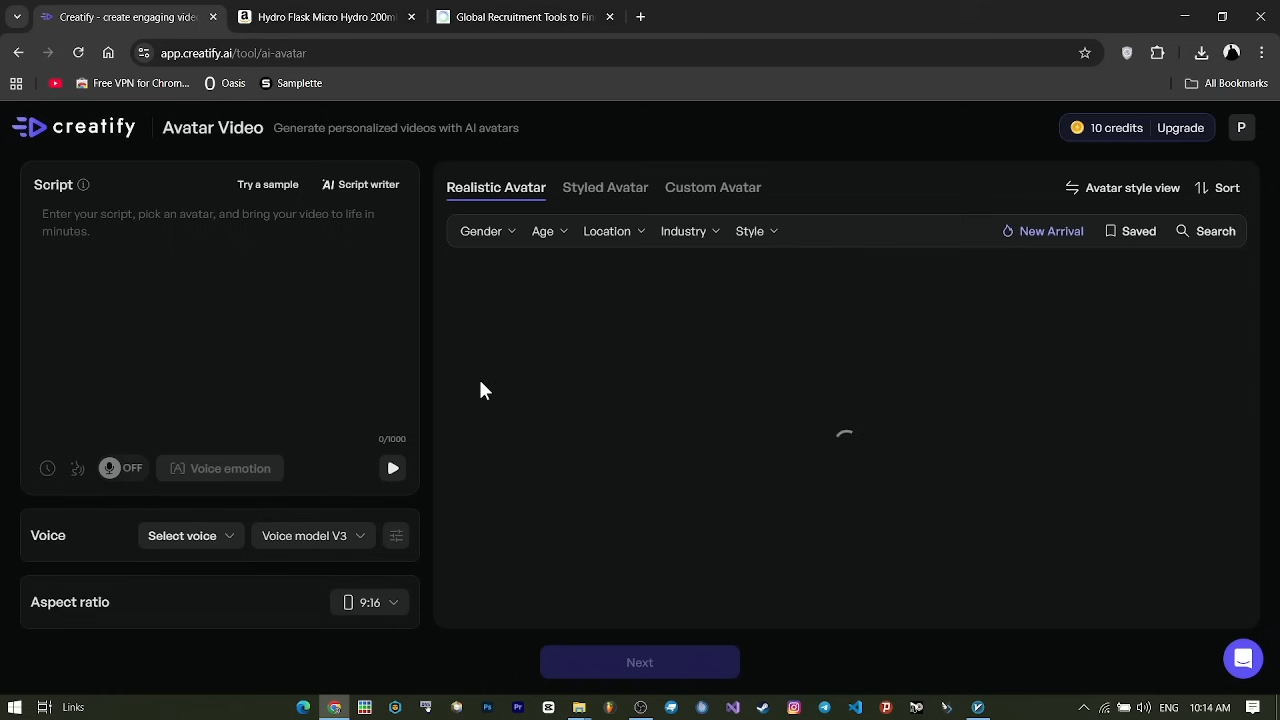 Creatify - create engaging vide
Hydro Flask Micro Hydro 200ml
Global Recruitment Tools to Fin
app.creatify.ai/tool/ai-avatar
Free VPN for Chrom...
Oasis
Samplette
All Bookmarks
creatify
Avatar Video
Generate personalized videos with AI avatars
10 credits
Upgrade
P
Script
Try a sample
AI Script writer
Enter your script, pick an avatar, and bring your video to life in
minutes.
0/1000
OFF
[A] Voice emotion
Voice
Select voice
Voice model V3
Aspect ratio
9:16
Realistic Avatar
Styled Avatar
Custom Avatar
Avatar style view
Sort
Gender
Age
Location
Industry
Style
New Arrival
Saved
Search
Next
Links
10:14 AM